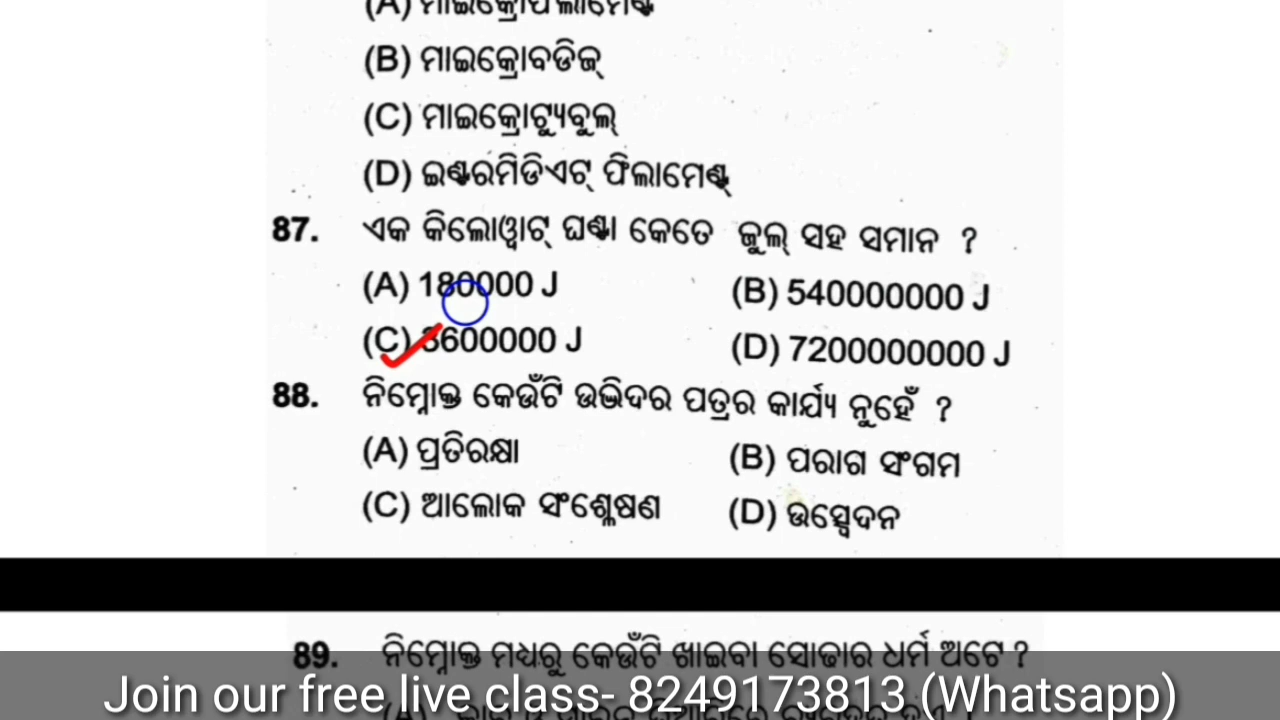 (A) ମାଇକ୍ରୋଫିଲାମେଣ୍ଟ
(B) ମାଇକ୍ରୋବଡିଜ୍
(C) ମାଇକ୍ରୋଟ୍ୟୁବୁଲ୍
(D) ଇଣ୍ଟରମିଡିଏଟ୍ ଫିଲାମେଣ୍ଟ୍
87. ଏକ କିଲୋୱାଟ୍ ଘଣ୍ଟା କେତେ ଜୁଲ୍ ସହ ସମାନ ?
(A) 180000 J (B) 540000000 J
(C) 3600000 J (D) 7200000000 J
88. ନିମ୍ନୋକ୍ତ କେଉଁଟି ଉଦ୍ଭିଦର ପତ୍ରର କାର୍ଯ୍ୟ ନୁହେଁ ?
(A) ପ୍ରତିରକ୍ଷା (B) ପରାଗ ସଂଗମ
(C) ଆଲୋକ ସଂଶ୍ଳେଷଣ (D) ଉତ୍ସ୍ୱେଦନ
89. ନିମ୍ନୋକ୍ତ ମଧ୍ୟରୁ କେଉଁଟି ଖାଇବା ସୋଡାର ଧର୍ମ ଅଟେ ?
Join our free live class- 8249173813 (Whatsapp)